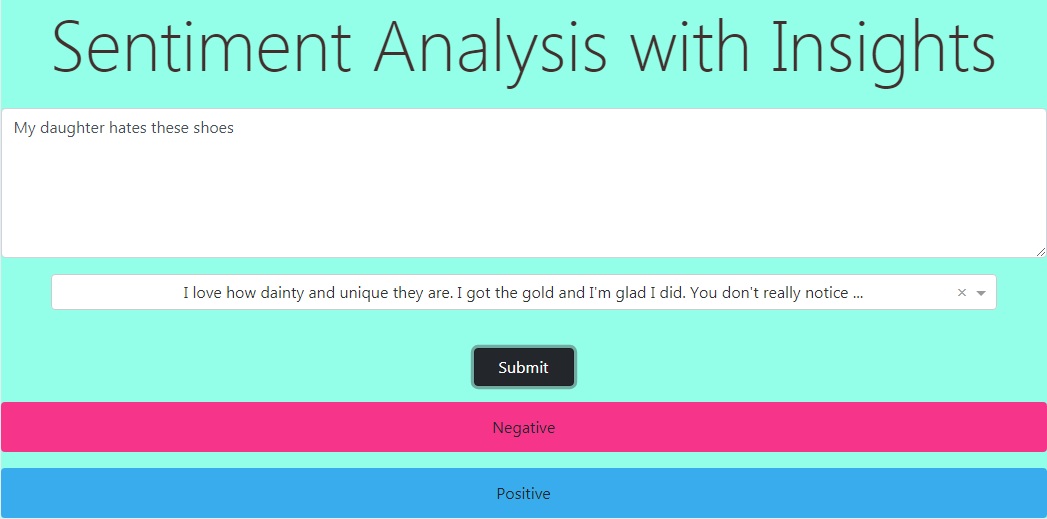 Sentiment Analysis with Insights
My daughter hates these shoes
I love how dainty and unique they are. I got the gold and I'm glad I did. You don't really notice ...
Submit
Negative
Positive